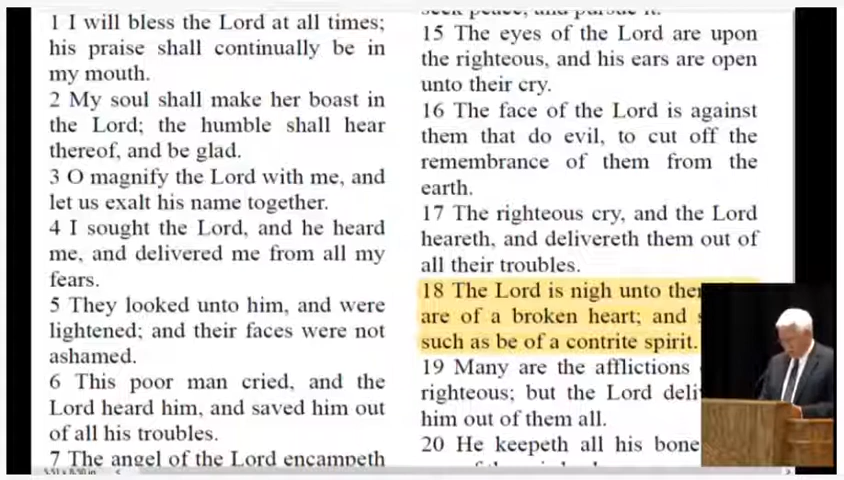 1 I will bless the Lord at all times;
his praise shall continually be in
my mouth.
2 My soul shall make her boast in
the Lord; the humble shall hear
thereof, and be glad.
3 O magnify the Lord with me, and
let us exalt his name together.
4 I sought the Lord, and he heard
me, and delivered me from all my
fears.
5 They looked unto him, and were
lightened; and their faces were not
ashamed.
6 This poor man cried, and the
Lord heard him, and saved him out
of all his troubles.
7 The angel of the Lord encampeth
seek peace, and pursue it.
15 The eyes of the Lord are upon
the righteous, and his ears are open
unto their cry.
16 The face of the Lord is against
them that do evil, to cut off the
remembrance of them from the
earth.
17 The righteous cry, and the Lord
heareth, and delivereth them out of
all their troubles.
18 The Lord is nigh unto
are of a broken heart; and
such as be of a contrite spirit.
19 Many are the afflictions
righteous; but the Lord
him out of them all.
20 He keepeth all his